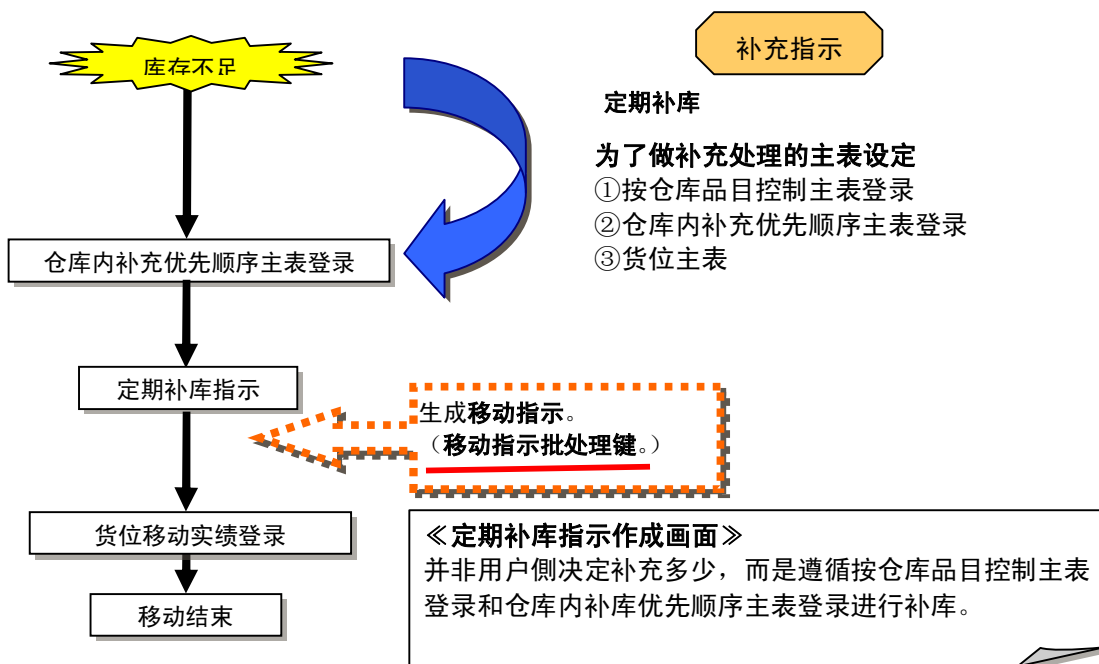 库存不足
补充指示
定期补库
为了做补充处理的主表设定
①按仓库品目控制主表登录
②仓库内补充优先顺序主表登录
③货位主表
仓库内补充优先顺序主表登录
定期补库指示
生成移动指示。
（移动指示批处理键。）
货位移动实绩登录
移动结束
≪定期补库指示作成画面≫
并非用户侧决定补充多少，而是遵循按仓库品目控制主表
登录和仓库内补库优先顺序主表登录进行补库。